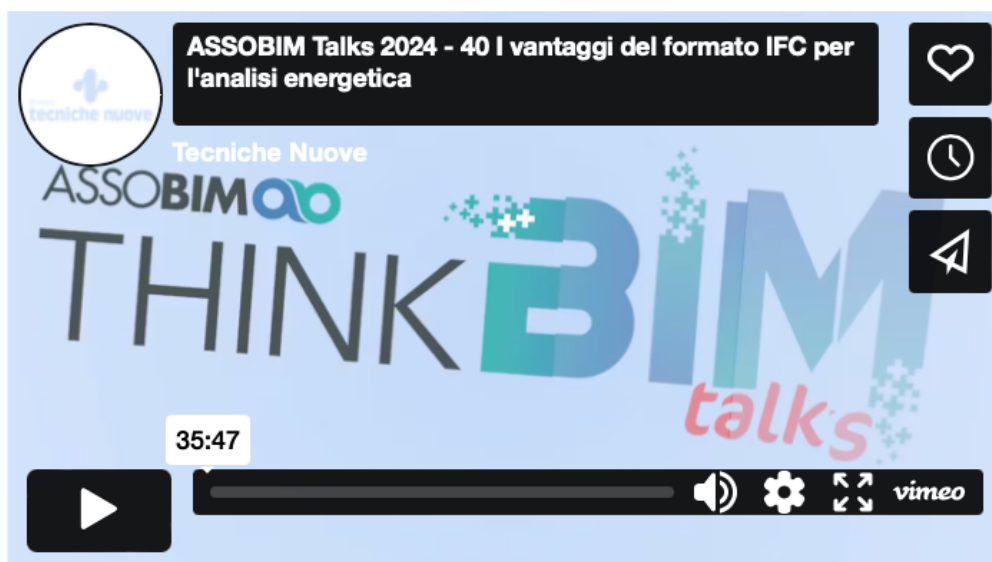 ASSOBIM Talks 2024 - 40 I vantaggi del formato IFC per
l'analisi energetica
tecniche nuove
Tecniche Nuove
ASSOBIM
THINK BIM
talks
35:47
vimeo